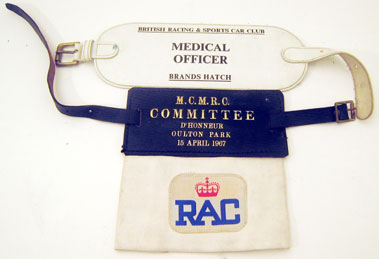 BRITISH RACING & SPORTS CAR CLUB
MEDICAL
OFFICER
BRANDS HATCH
M.C.M.R.C.
COMMITTEE
D'HONNEUR
OULTON PARK
15 APRIL 1967
RAC